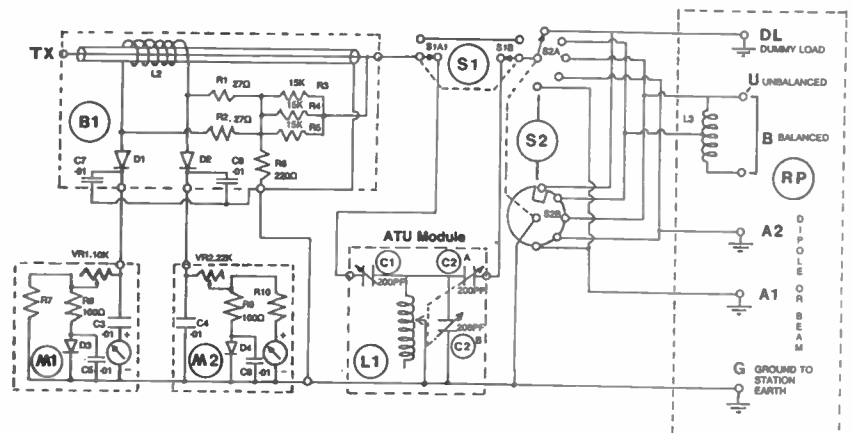 TX
L2
B1
R1 27Ω
R2. 27Ω
15K R3
15K R4
15K R5
R6
220Ω
C7
·01
D1
D2
C8
·01
S1A1
S1B
S1
S2A
S2
S2B
DL
DUMMY LOAD
U UNBALANCED
L3
B BALANCED
RP
A2
A1
DIPOLE OR BEAM
G GROUND TO
STATION
EARTH
ATU Module
C1
200PF
C2 A
200PF
200PF
C2 B
L1
VR1.10K
R7
R8
100Ω
C3
·01
D3
C5
·01
+
−
M1
VR2.22K
C4
·01
R9
100Ω
R10
D4
·01
+
−
M2